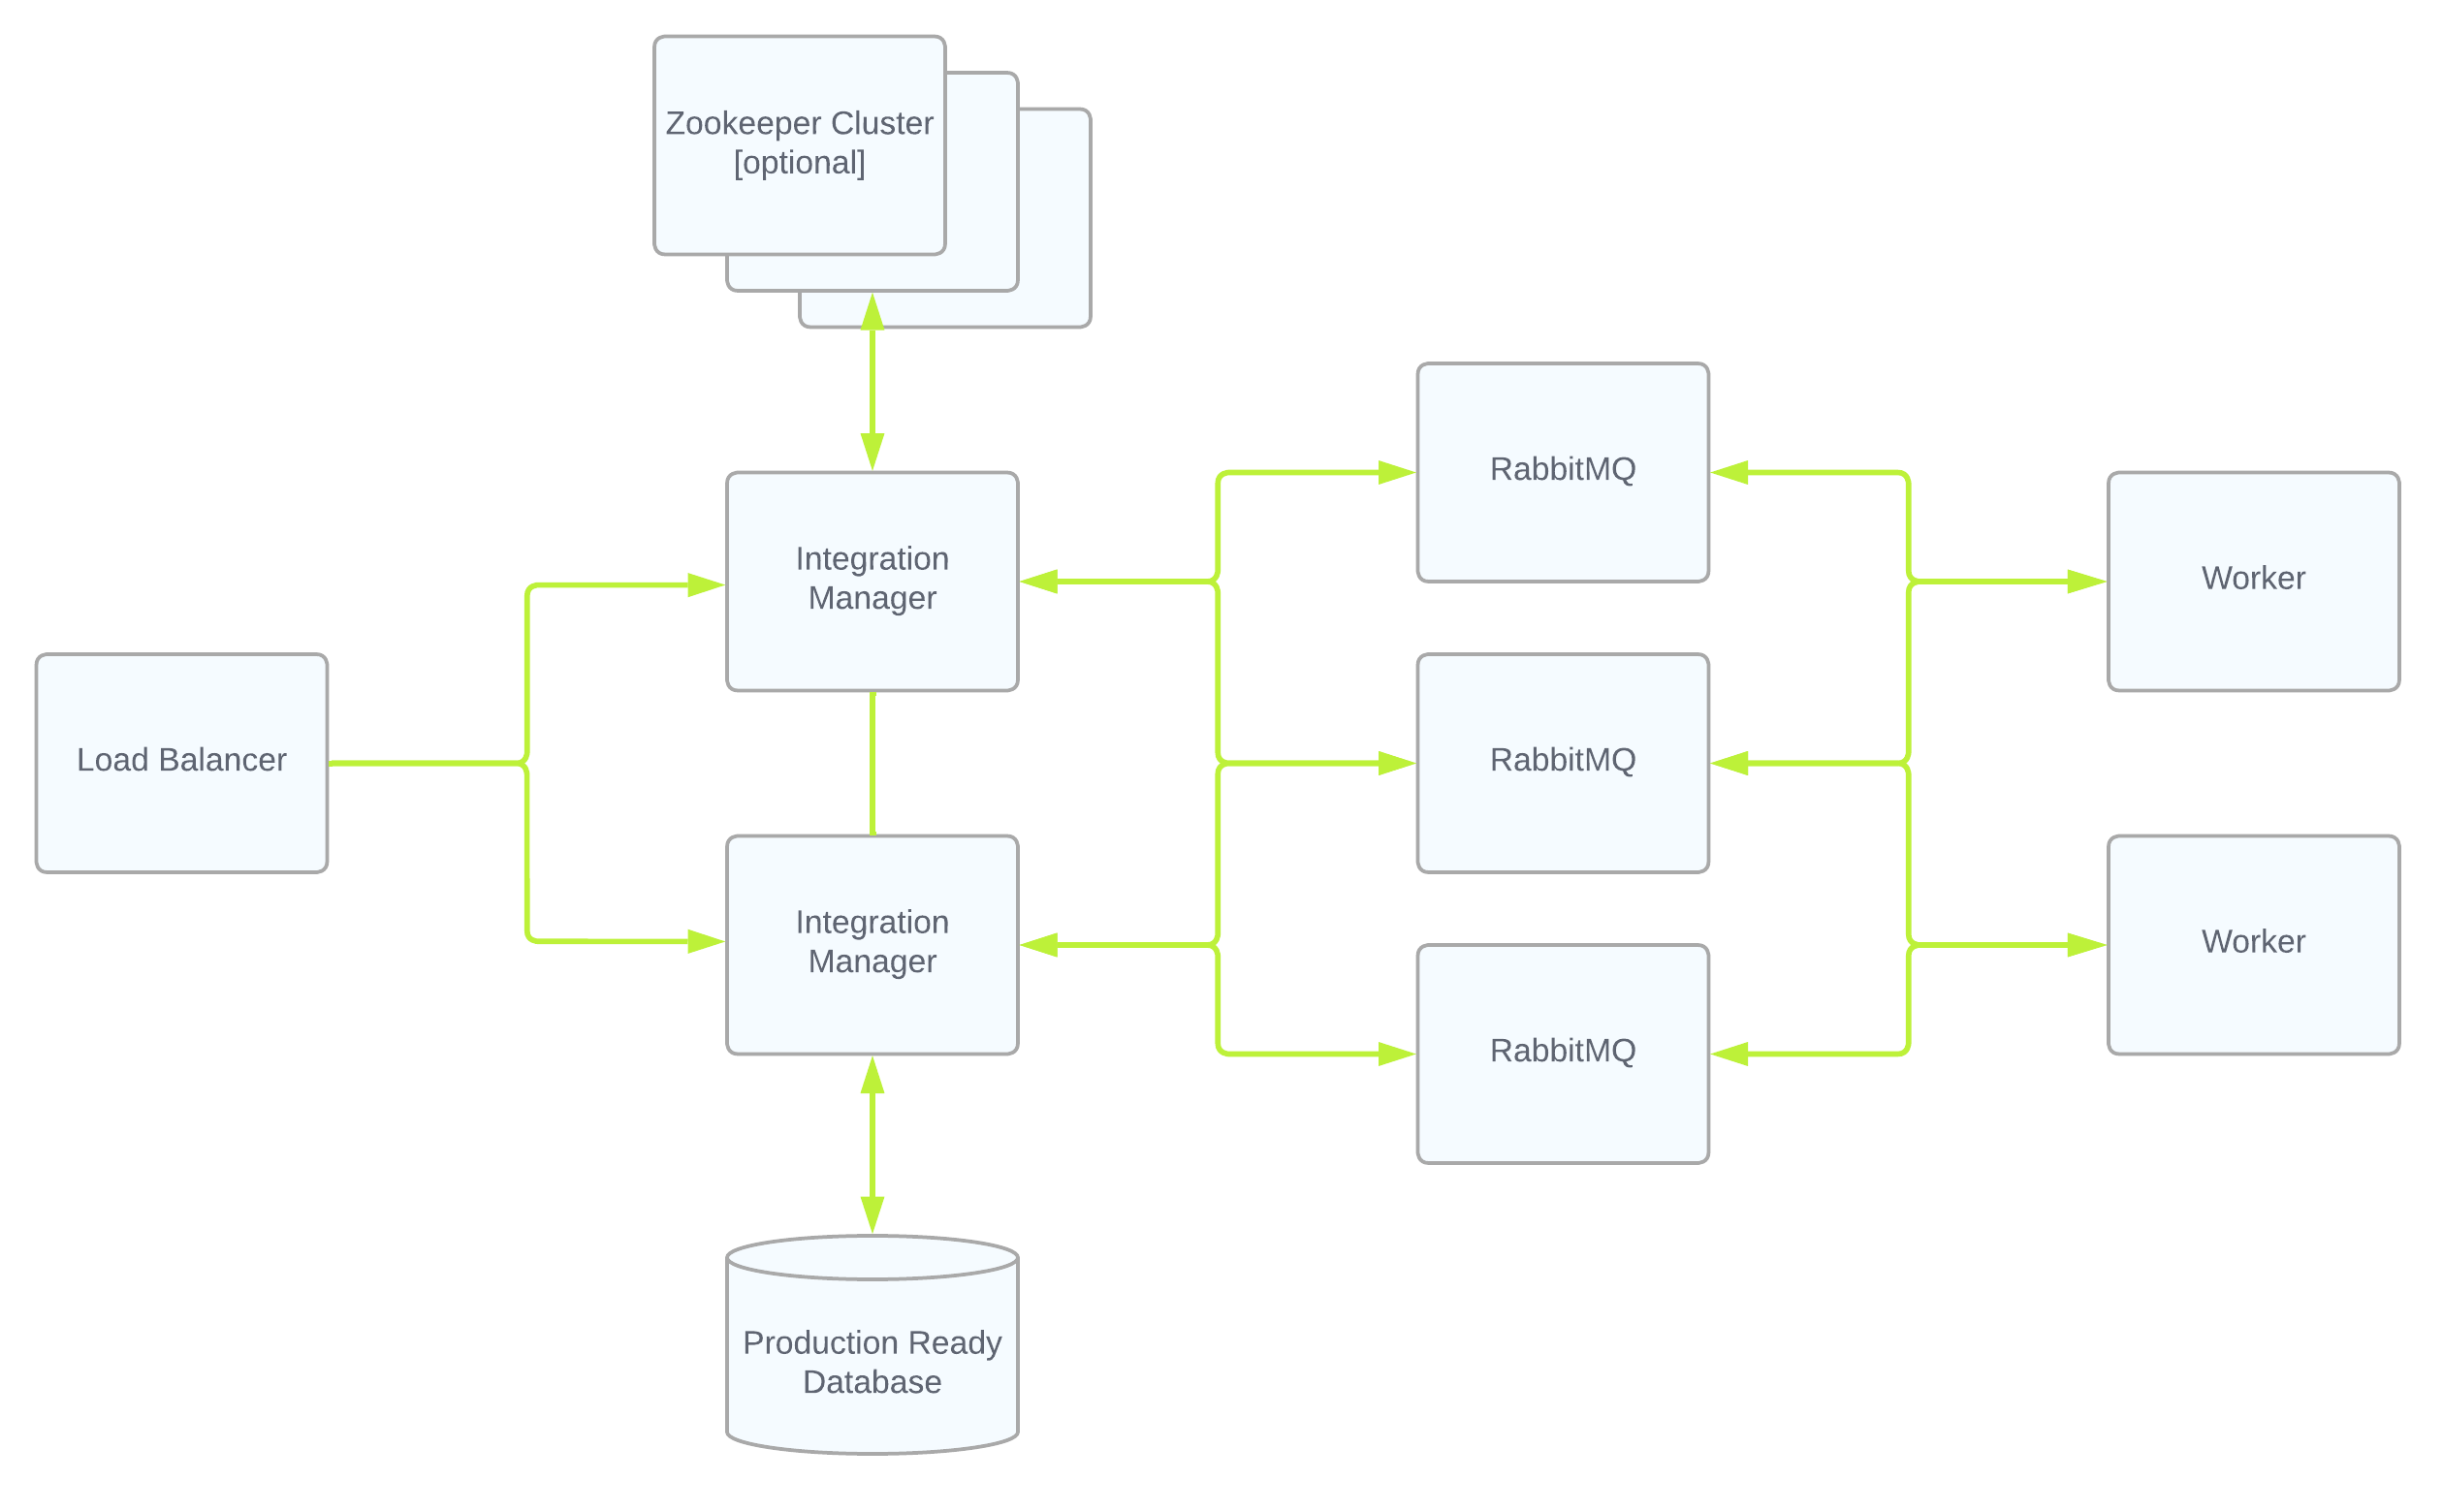 Zookeeper Cluster
[optional]
RabbitMQ
Integration
Manager
Worker
Load Balancer
RabbitMQ
Integration
Manager
Worker
RabbitMQ
Production Ready
Database